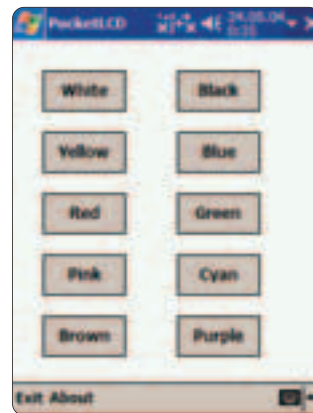 PocketLCD
White Black
Yellow Blue
Red Green
Pink Cyan
Brown Purple
Exit About